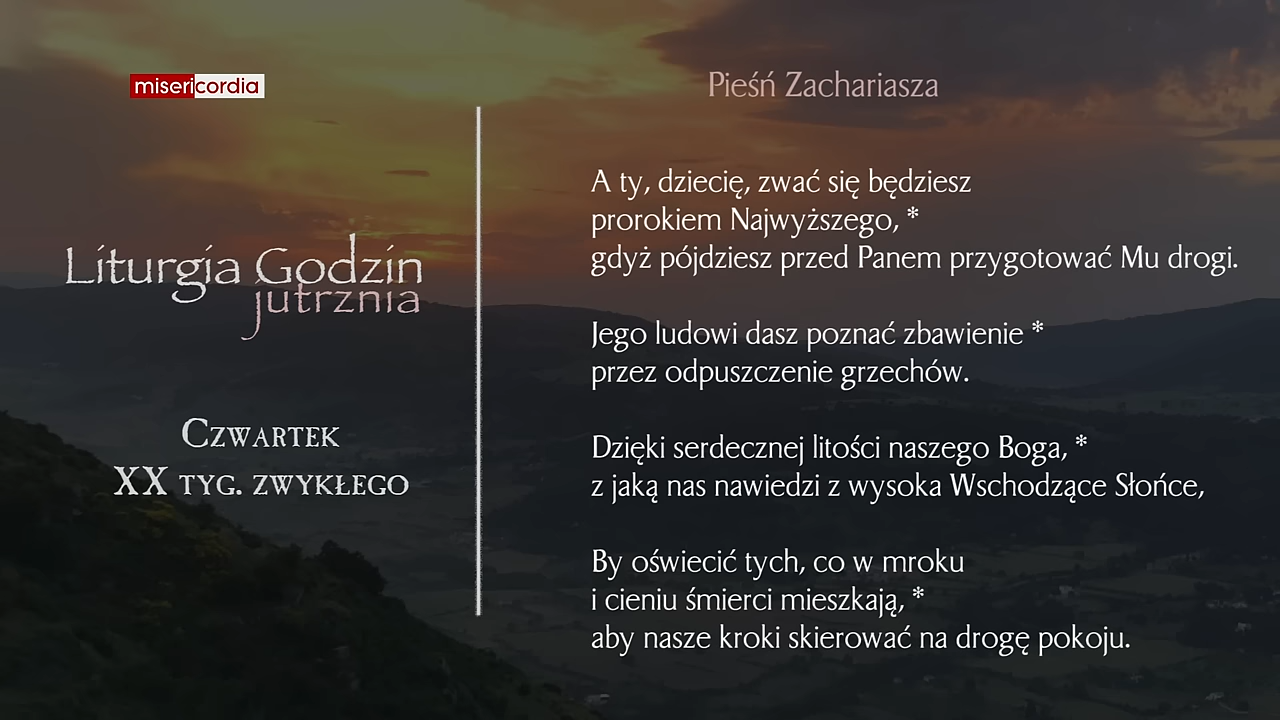 misericordia
Liturgia Godzin
jutrznia
Czwartek
XX tyg. zwykłego
Pieśń Zachariasza
A ty, dziecię, zwać się będziesz
prorokiem Najwyższego, *
gdyż pójdziesz przed Panem przygotować Mu drogi.
Jego ludowi dasz poznać zbawienie *
przez odpuszczenie grzechów.
Dzięki serdecznej litości naszego Boga, *
z jaką nas nawiedzi z wysoka Wschodzące Słońce,
By oświecić tych, co w mroku
i cieniu śmierci mieszkają, *
aby nasze kroki skierować na drogę pokoju.